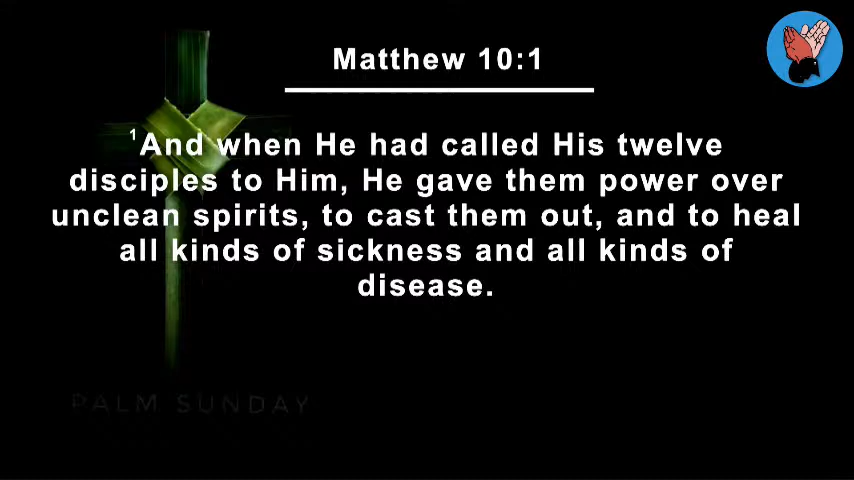 Matthew 10:1
1And when He had called His twelve
disciples to Him, He gave them power over
unclean spirits, to cast them out, and to heal
all kinds of sickness and all kinds of
disease.
PALM SUNDAY